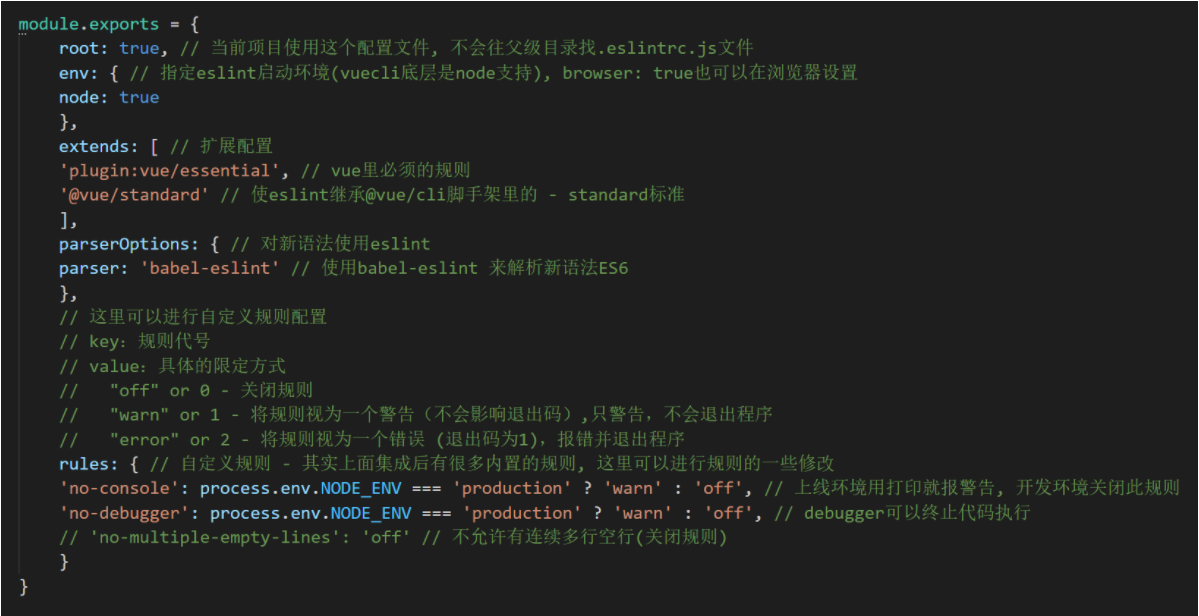 module.exports = {
    root: true, // 当前项目使用这个配置文件, 不会往父级目录找.eslintrc.js文件
    env: { // 指定eslint启动环境(vuecli底层是node支持), browser: true也可以在浏览器设置
    node: true
    },
    extends: [ // 扩展配置
    'plugin:vue/essential', // vue里必须的规则
    '@vue/standard' // 使eslint继承@vue/cli脚手架里的 - standard标准
    ],
    parserOptions: { // 对新语法使用eslint
    parser: 'babel-eslint' // 使用babel-eslint 来解析新语法ES6
    },
    // 这里可以进行自定义规则配置
    // key：规则代号
    // value：具体的限定方式
    //   "off" or 0 - 关闭规则
    //   "warn" or 1 - 将规则视为一个警告（不会影响退出码）,只警告，不会退出程序
    //   "error" or 2 - 将规则视为一个错误 (退出码为1)，报错并退出程序
    rules: { // 自定义规则 - 其实上面集成后有很多内置的规则, 这里可以进行规则的一些修改
    'no-console': process.env.NODE_ENV === 'production' ? 'warn' : 'off', // 上线环境用打印就报警告, 开发环境关闭此规则
    'no-debugger': process.env.NODE_ENV === 'production' ? 'warn' : 'off', // debugger可以终止代码执行
    // 'no-multiple-empty-lines': 'off' // 不允许有连续多行空行(关闭规则)
    }
}